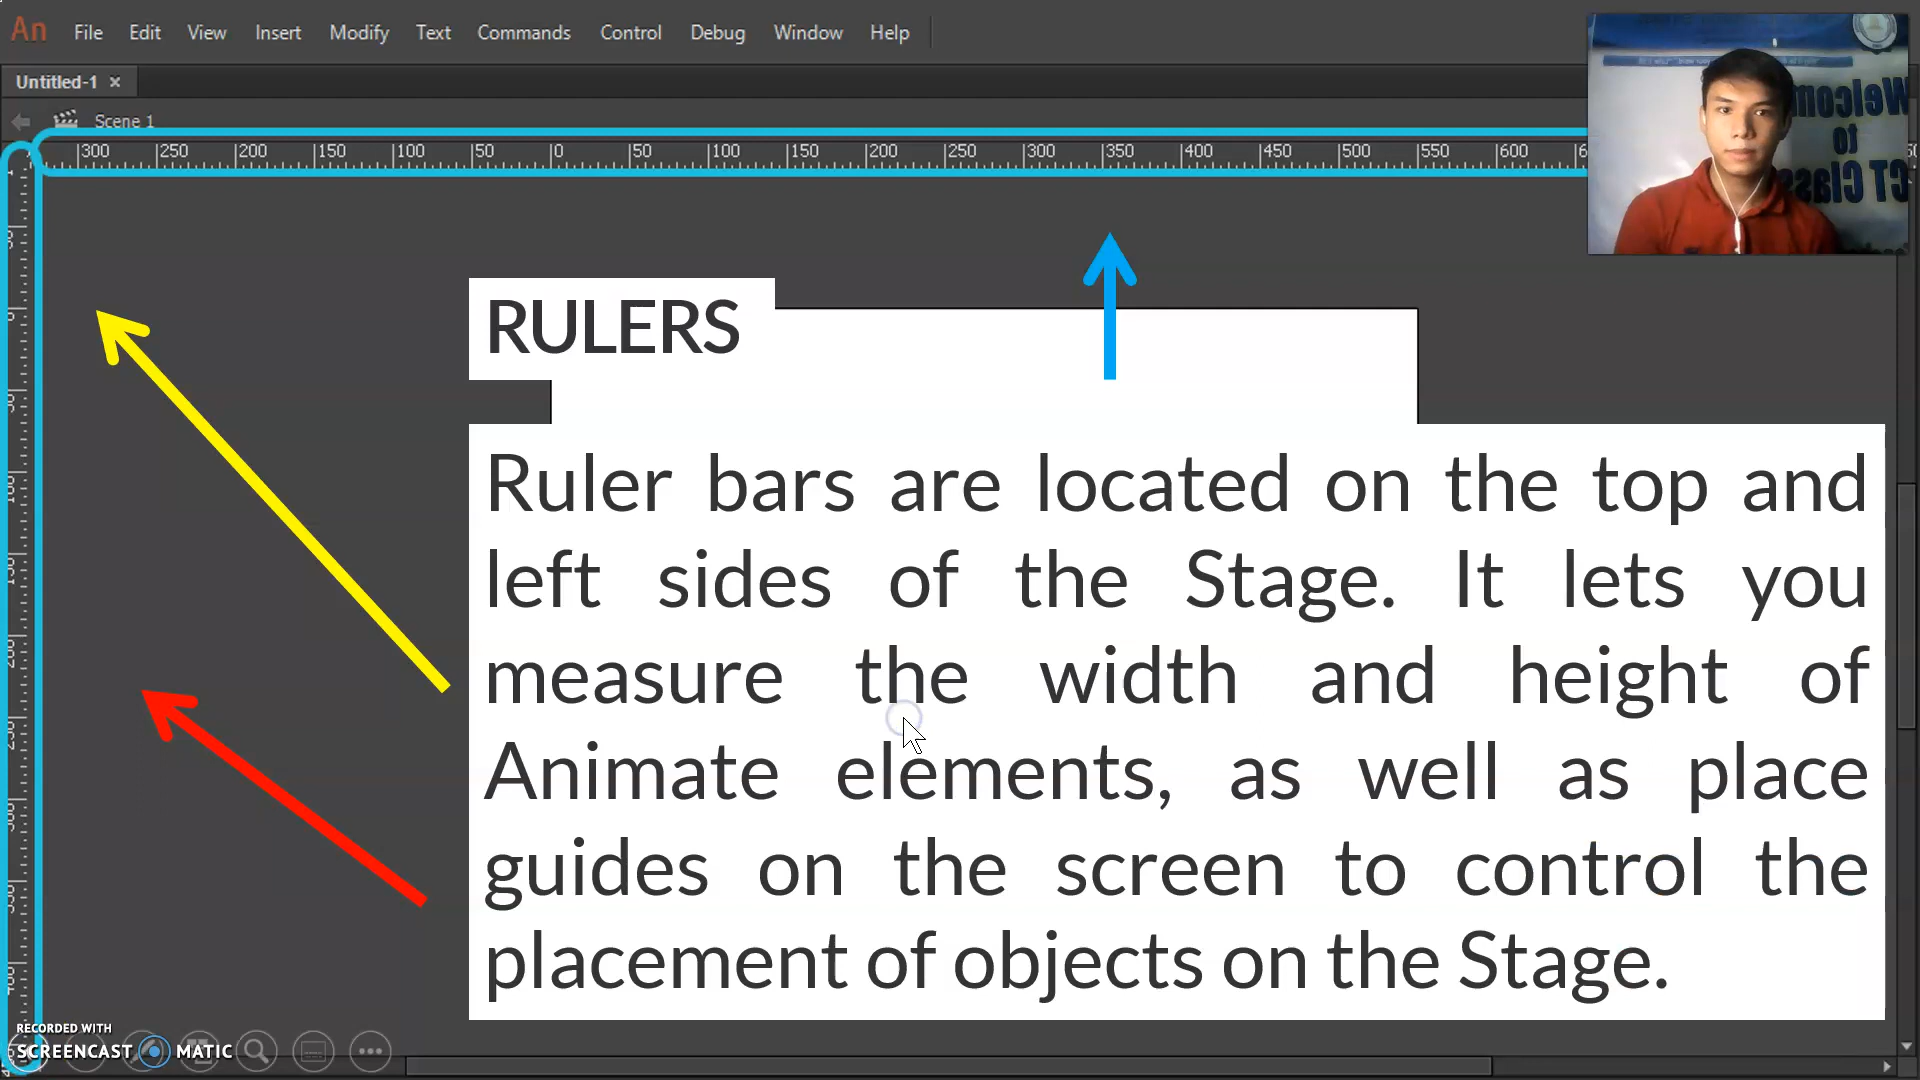 An File Edit View Insert Modify Text Commands Control Debug Window Help
Untitled-1 ×
Scene 1
300 250 200 150 100 50 0 50 100 150 200 250 300 350 400 450 500 550 600
RULERS
Ruler bars are located on the top and
left sides of the Stage. It lets you
measure the width and height of
Animate elements, as well as place
guides on the screen to control the
placement of objects on the Stage.
Welcom
to
CT Class
RECORDED WITH
SCREENCAST MATIC